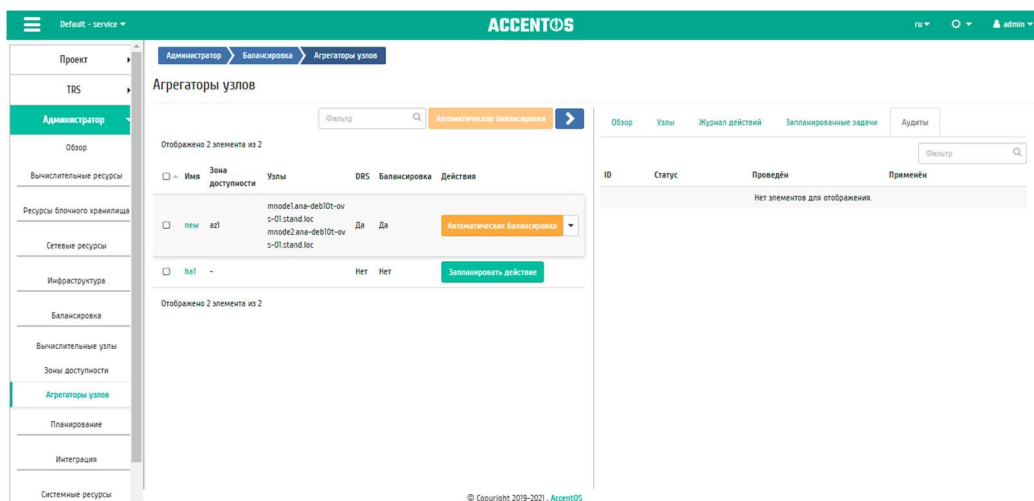 Default - service
ACCENTOS
ru
admin
Проект
TRS
Администратор
Обзор
Вычислительные ресурсы
Ресурсы блочного хранилища
Сетевые ресурсы
Инфраструктура
Балансировка
Вычислительные узлы
Зоны доступности
Агрегаторы узлов
Планирование
Интеграция
Системные ресурсы
Администратор Балансировка Агрегаторы узлов
Агрегаторы узлов
Фильтр Автоматическая балансировка
Отображено 2 элемента из 2
Имя Зона доступности Узлы DRS Балансировка Действия
new az1 mnode1.ana-deb10t-ov
s-01.stand.loc
mnode2.ana-deb10t-ov
s-01.stand.loc
Да Да Автоматическая балансировка
ha1 - Нет Нет Запланировать действие
Отображено 2 элемента из 2
Обзор Узлы Журнал действий Запланированные задачи Аудиты
Фильтр
ID Статус Проведён Применён
Нет элементов для отображения.
© Copyright 2019-2021 . AccentOS